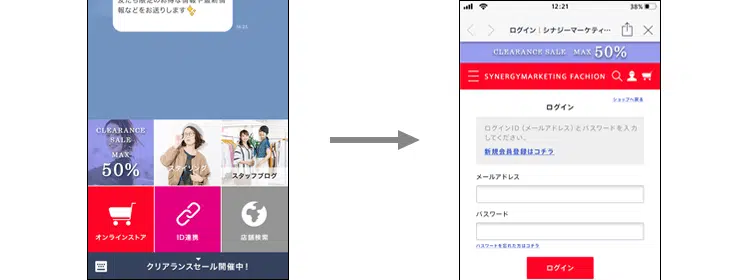 友だち限定のお得な情報や最新情
報などをお送りします✨
CLEARANCE
SALE
MAX
50%
スタッフブログ
オンラインストア
ID連携
店舗検索
クリアランスセール開催中！
12:21
38%
ログイン｜シナジーマーケティ…
CLEARANCE SALE MAX 50%
SYNERGYMARKETING FACHION
ショップへ戻る
ログイン
ログインID（メールアドレス）とパスワードを入力
してください。
新規会員登録はコチラ
メールアドレス
パスワード
パスワードを忘れた方はコチラ
ログイン